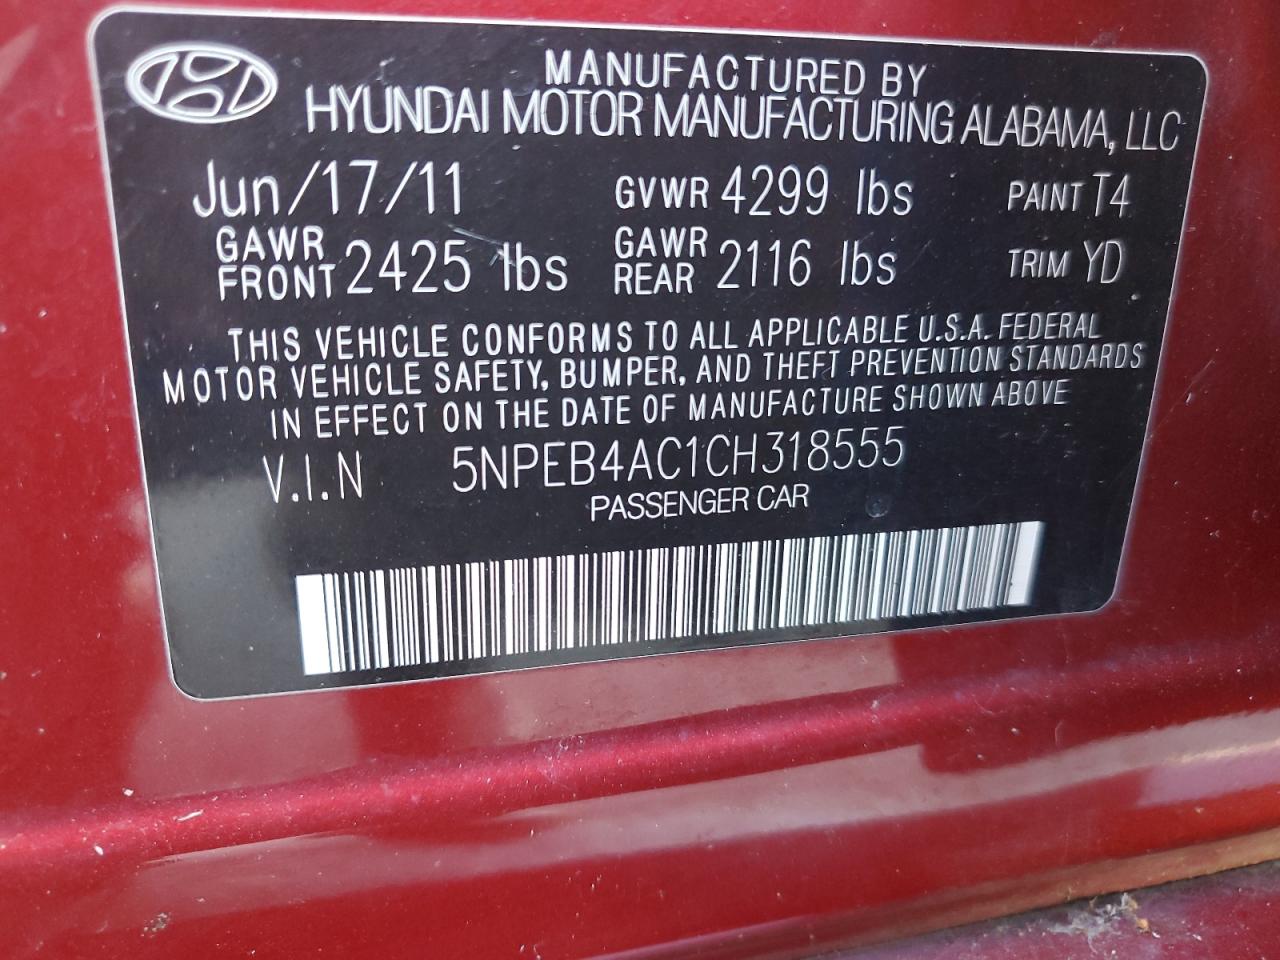 MANUFACTURED BY
HYUNDAI MOTOR MANUFACTURING ALABAMA, LLC
Jun/17/11 GVWR 4299 lbs PAINT T4
GAWR FRONT 2425 lbs GAWR REAR 2116 lbs TRIM YD
THIS VEHICLE CONFORMS TO ALL APPLICABLE U.S.A. FEDERAL
MOTOR VEHICLE SAFETY, BUMPER, AND THEFT PREVENTION STANDARDS
IN EFFECT ON THE DATE OF MANUFACTURE SHOWN ABOVE
V.I.N 5NPEB4AC1CH318555
PASSENGER CAR